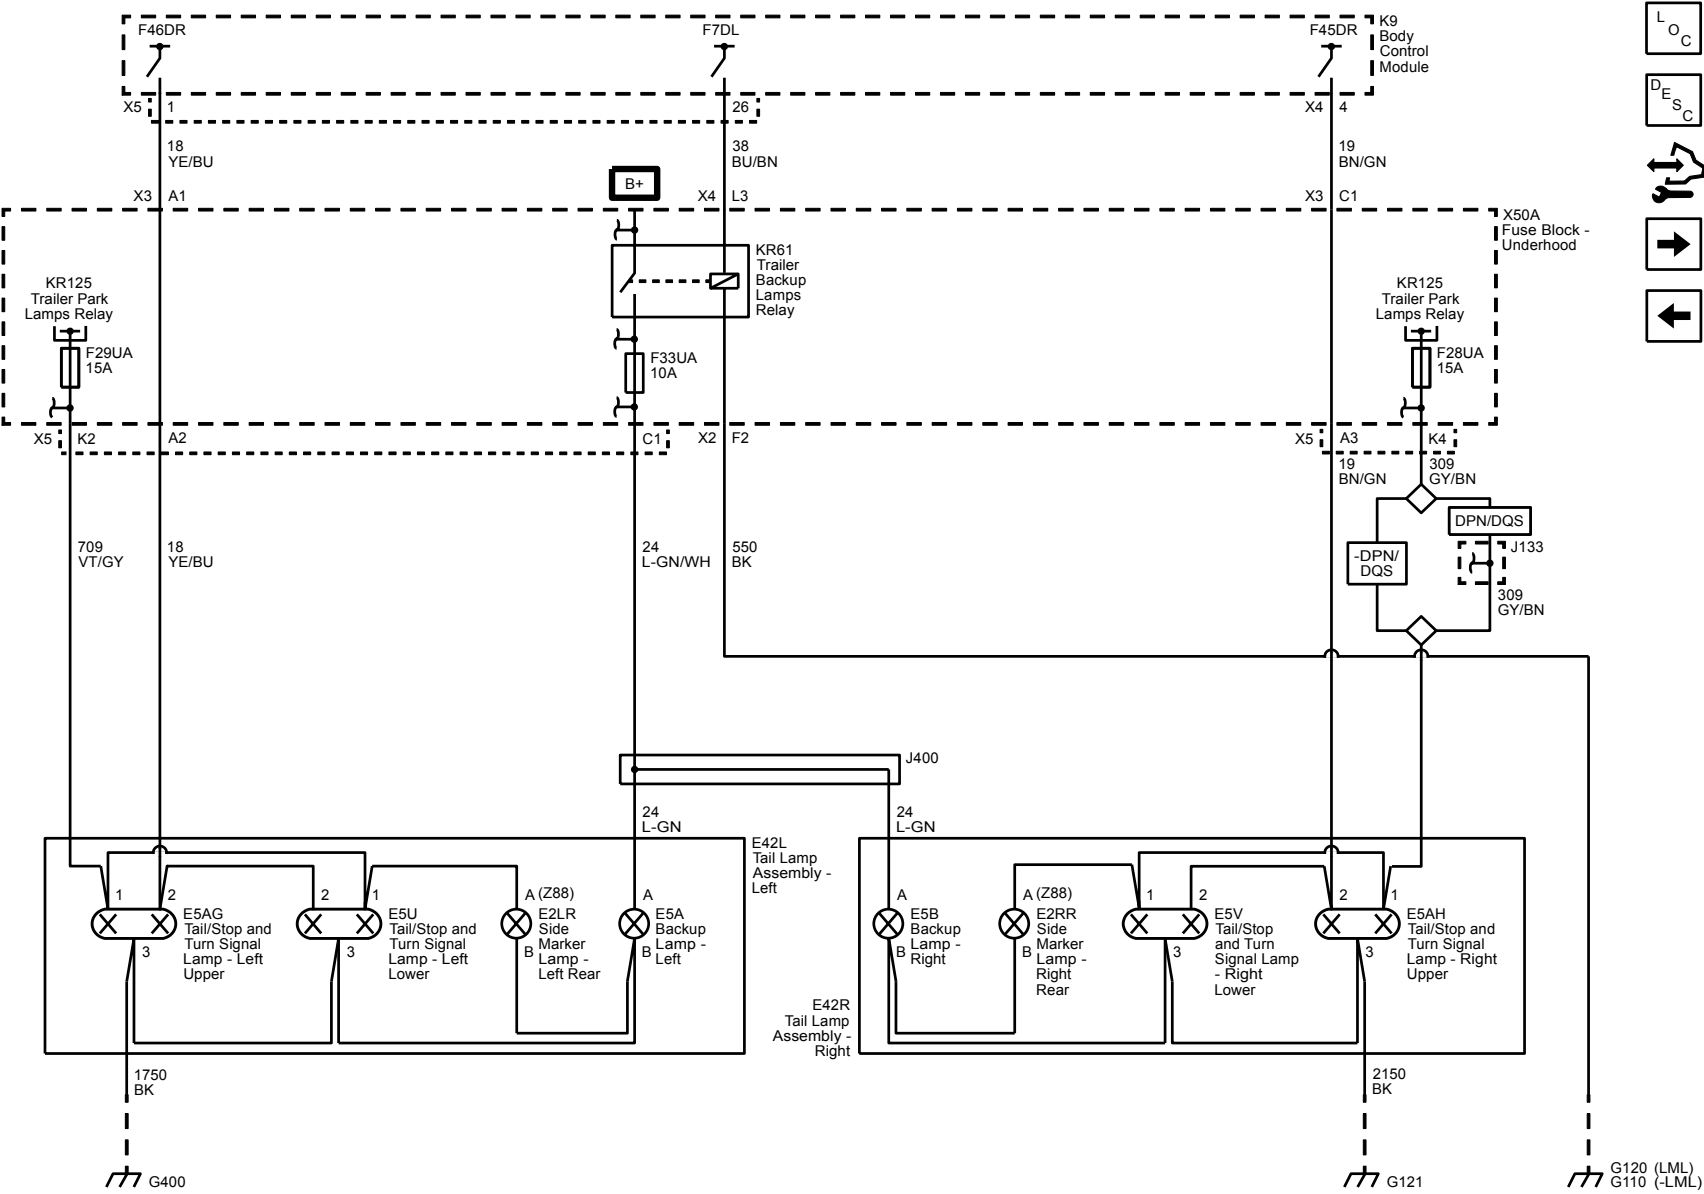 F46DR
F7DL
F45DR
K9
Body
Control
Module
L
O
C
D
E
S
C
X5
1
26
X4
4
18
YE/BU
38
BU/BN
19
BN/GN
B+
X3
A1
X4
L3
X3
C1
X50A
Fuse Block -
Underhood
KR61
Trailer
Backup
Lamps
Relay
KR125
Trailer Park
Lamps Relay
F29UA
15A
F33UA
10A
KR125
Trailer Park
Lamps Relay
F28UA
15A
X5
K2
A2
C1
X2
F2
X5
A3
K4
19
BN/GN
309
GY/BN
DPN/DQS
-DPN/
DQS
J133
309
GY/BN
709
VT/GY
18
YE/BU
24
L-GN/WH
550
BK
J400
24
L-GN
24
L-GN
E42L
Tail Lamp
Assembly -
Left
1
2
3
E5AG
Tail/Stop and
Turn Signal
Lamp - Left
Upper
2
1
3
E5U
Tail/Stop and
Turn Signal
Lamp - Left
Lower
A (Z88)
B
E2LR
Side
Marker
Lamp -
Left Rear
A
B
E5A
Backup
Lamp -
Left
A
B
E5B
Backup
Lamp -
Right
A (Z88)
B
E2RR
Side
Marker
Lamp -
Right
Rear
1
2
3
E5V
Tail/Stop
and Turn
Signal Lamp
- Right
Lower
2
1
3
E5AH
Tail/Stop and
Turn Signal
Lamp - Right
Upper
E42R
Tail Lamp
Assembly -
Right
1750
BK
2150
BK
G400
G121
G120 (LML)
G110 (-LML)